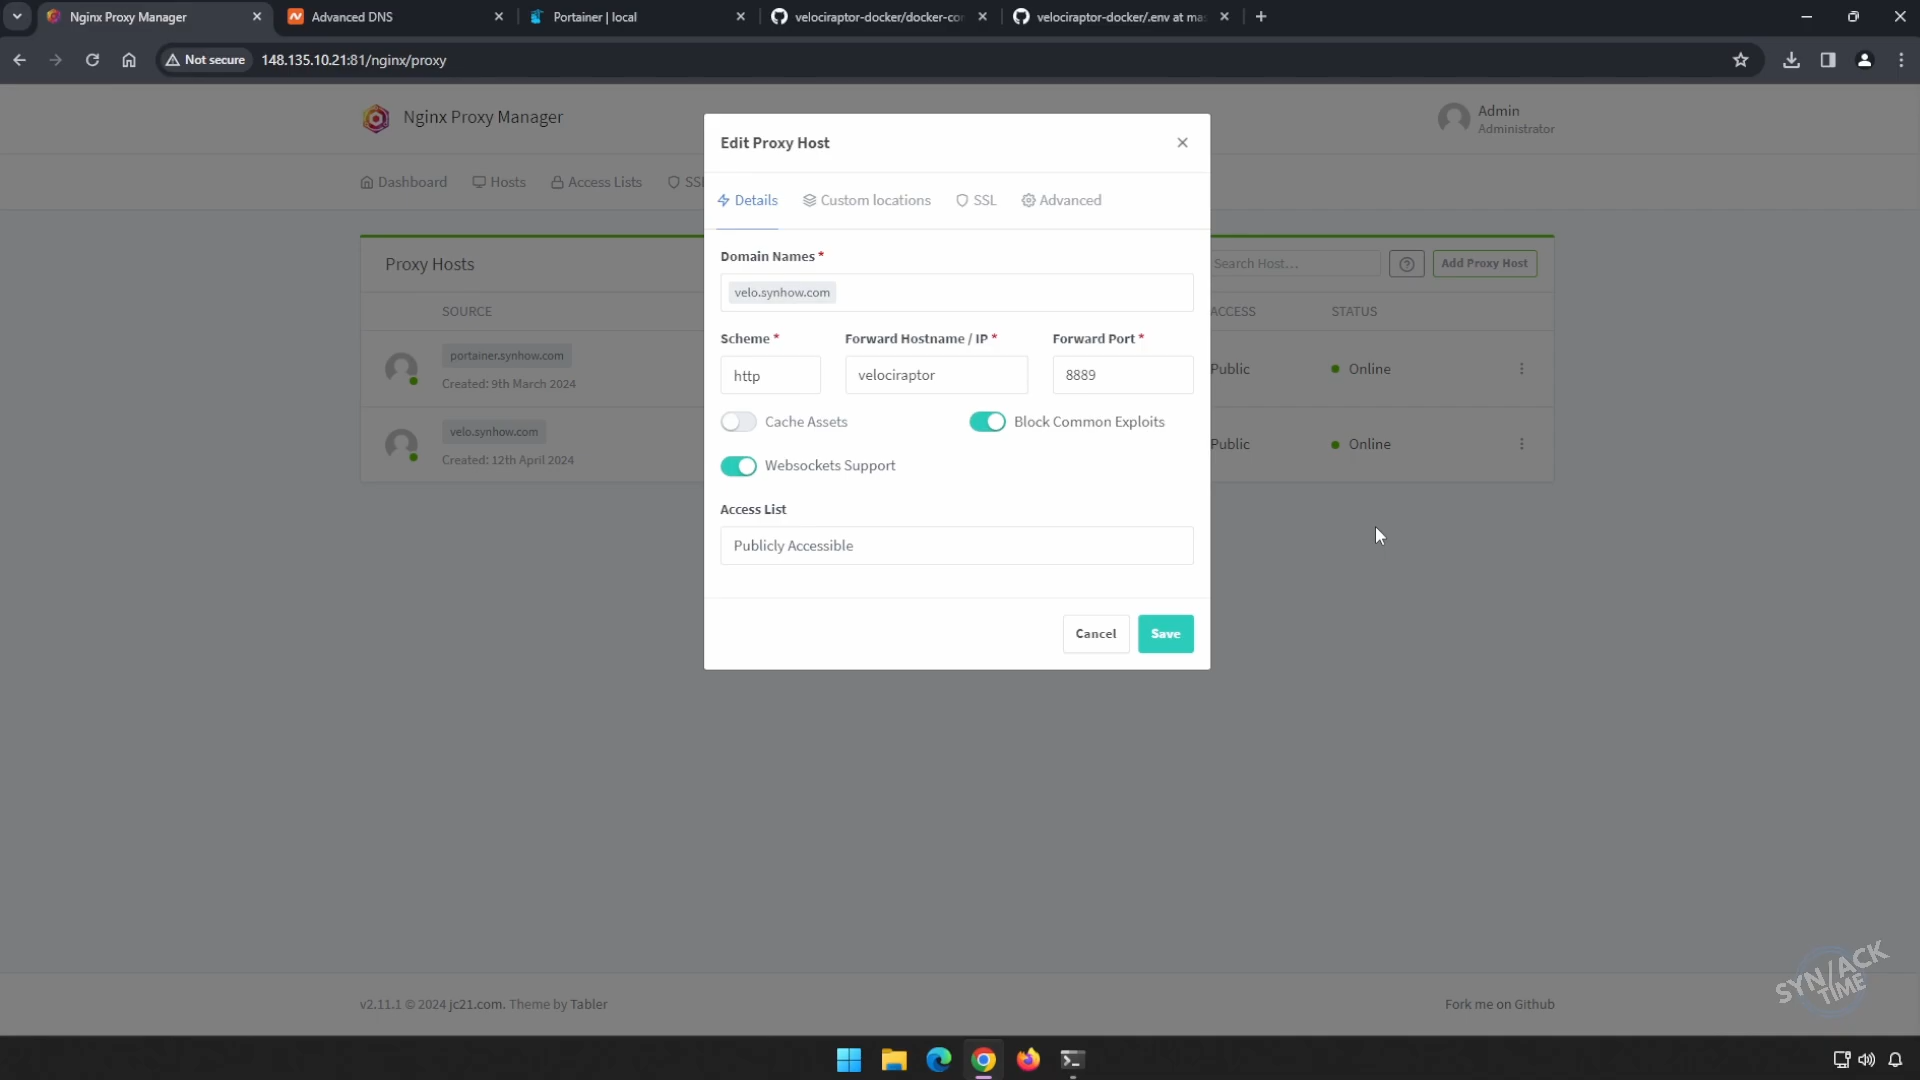 Nginx Proxy Manager
Advanced DNS
Portainer | local
velociraptor-docker/docker-cor
velociraptor-docker/.env at mas
Not secure
148.135.10.21:81/nginx/proxy
Nginx Proxy Manager
Admin
Administrator
Dashboard
Hosts
Access Lists
SSL
Edit Proxy Host
Details
Custom locations
SSL
Advanced
Proxy Hosts
Search Host...
Add Proxy Host
SOURCE
ACCESS
STATUS
portainer.synhow.com
Created: 9th March 2024
Public
Online
velo.synhow.com
Created: 12th April 2024
Public
Online
Domain Names *
velo.synhow.com
Scheme *
Forward Hostname / IP *
Forward Port *
http
velociraptor
8889
Cache Assets
Block Common Exploits
Websockets Support
Access List
Publicly Accessible
Cancel
Save
v2.11.1 © 2024 jc21.com. Theme by Tabler
Fork me on Github
SYN/ACK
TIME